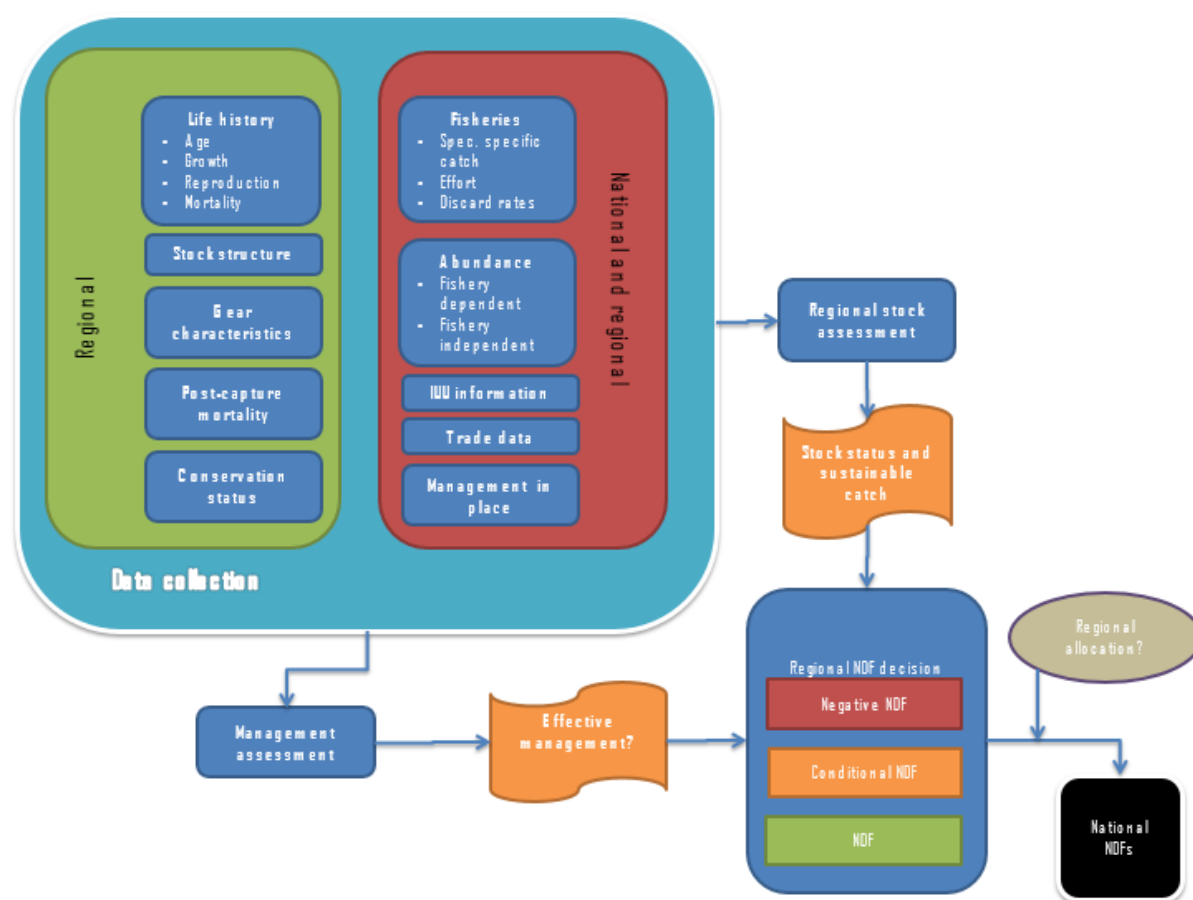 Regional
Life history
- Age
- Growth
- Reproduction
- Mortality
Stock structure
Gear
characteristics
Post-capture
mortality
Conservation
status
National and regional
Fisheries
- Spec. specific
catch
- Effort
- Discard rates
Abundance
- Fishery
dependent
- Fishery
independent
IUU information
Trade data
Management in
place
Data collection
Regional stock
assessment
Stock status and
sustainable
catch
Management
assessment
Effective
management?
Regional NDF decision
Negative NDF
Conditional NDF
NDF
Regional
allocation?
National
NDFs